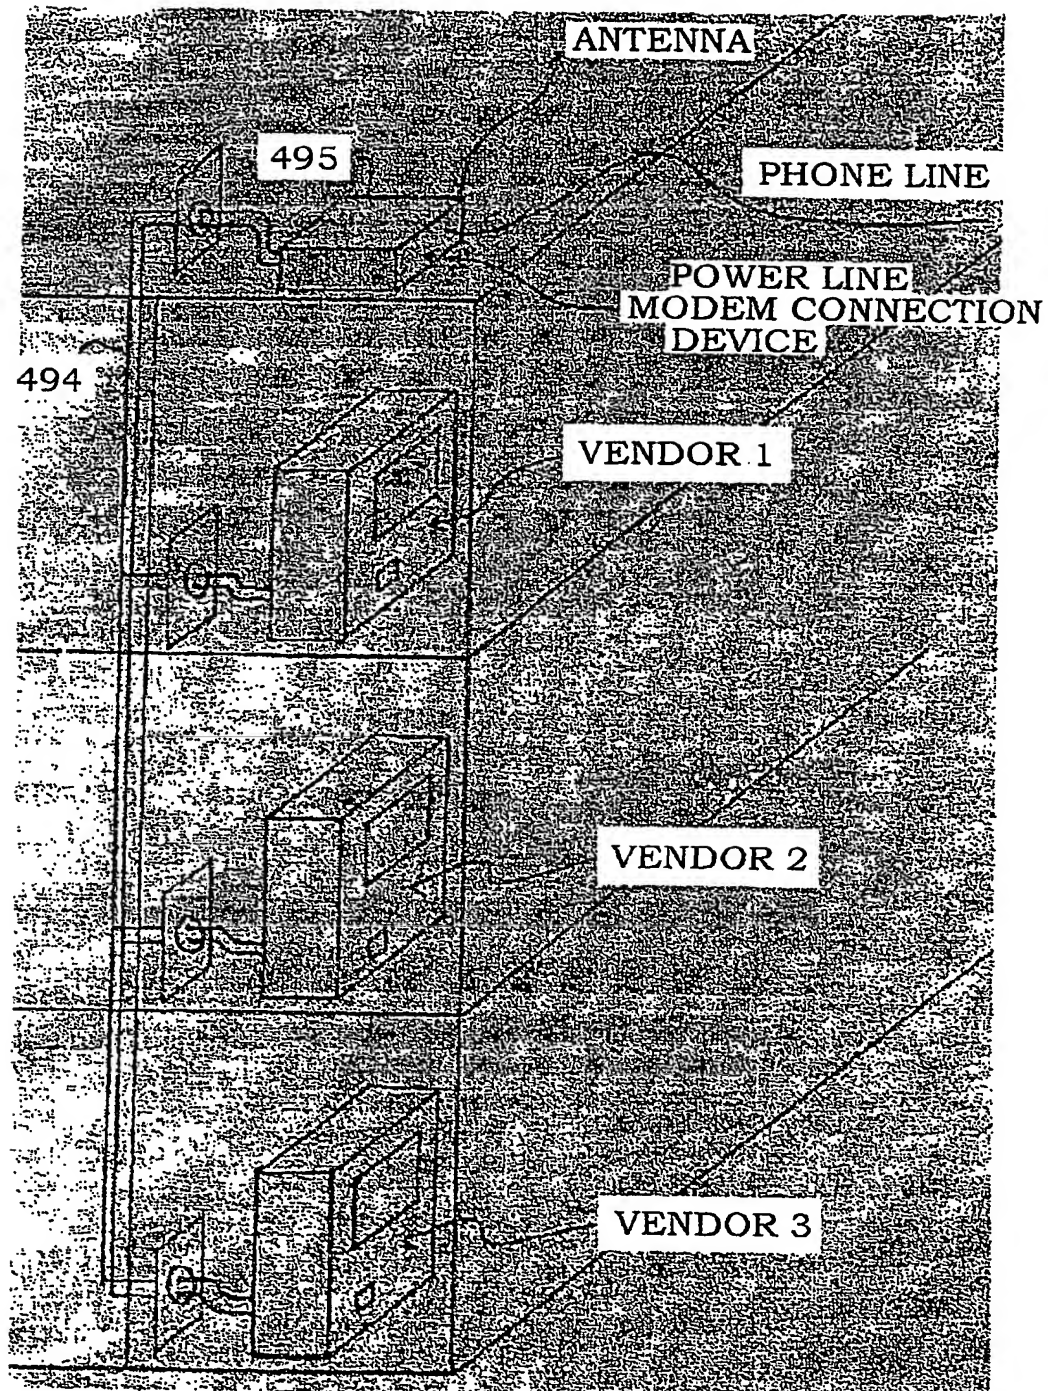 ANTENNA
495
PHONE LINE
POWER LINE
MODEM CONNECTION
DEVICE
494
VENDOR 1
VENDOR 2
VENDOR 3